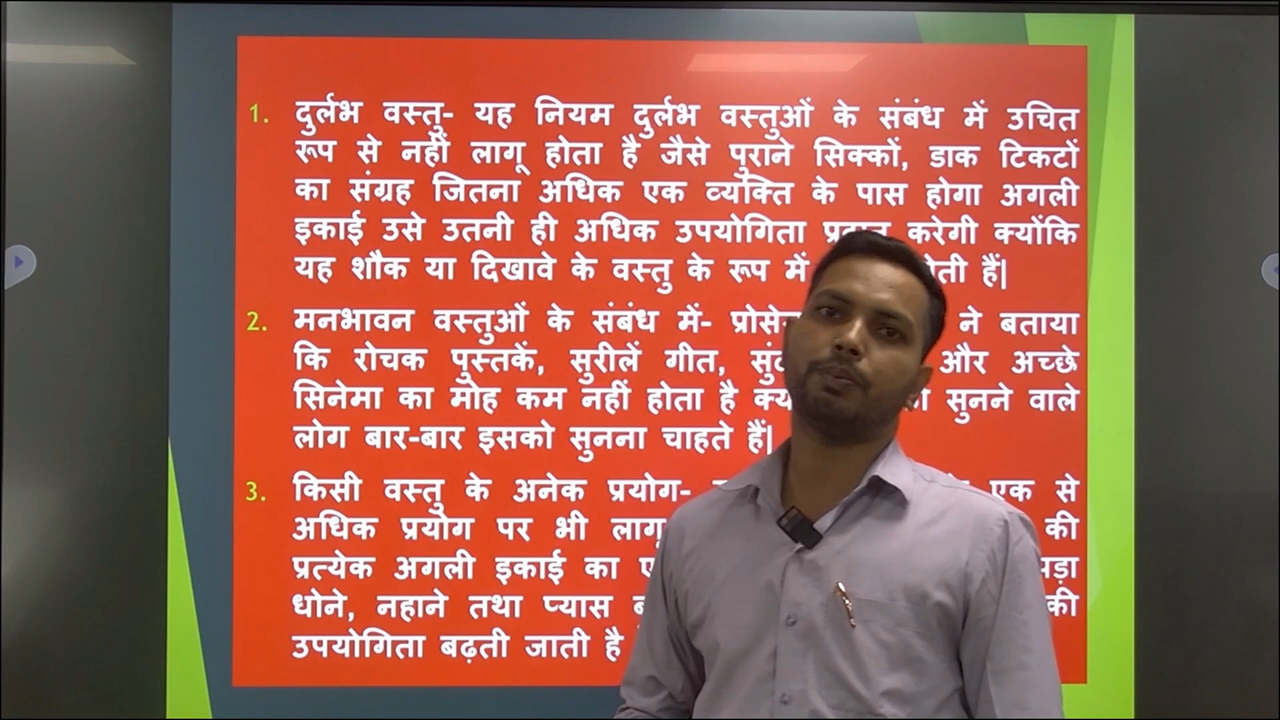 1. दुर्लभ वस्तु- यह नियम दुर्लभ वस्तुओं के संबंध में उचित
रूप से नहीं लागू होता है जैसे पुराने सिक्कों, डाक टिकटों
का संग्रह जितना अधिक एक व्यक्ति के पास होगा अगली
इकाई उसे उतनी ही अधिक उपयोगिता करेगी क्योंकि
यह शौक या दिखावे के वस्तु के रूप में हैं|
2. मनभावन वस्तुओं के संबंध में- ने बताया
कि रोचक पुस्तकें, सुरीलें गीत, और अच्छे
सिनेमा का मोह कम नहीं होता है सुनने वाले
लोग बार-बार इसको सुनना चाहते हैं|
3. किसी वस्तु के अनेक प्रयोग- एक से
अधिक प्रयोग पर भी की
प्रत्येक अगली इकाई का
धोने, नहाने तथा प्यास की
उपयोगिता बढ़ती जाती है